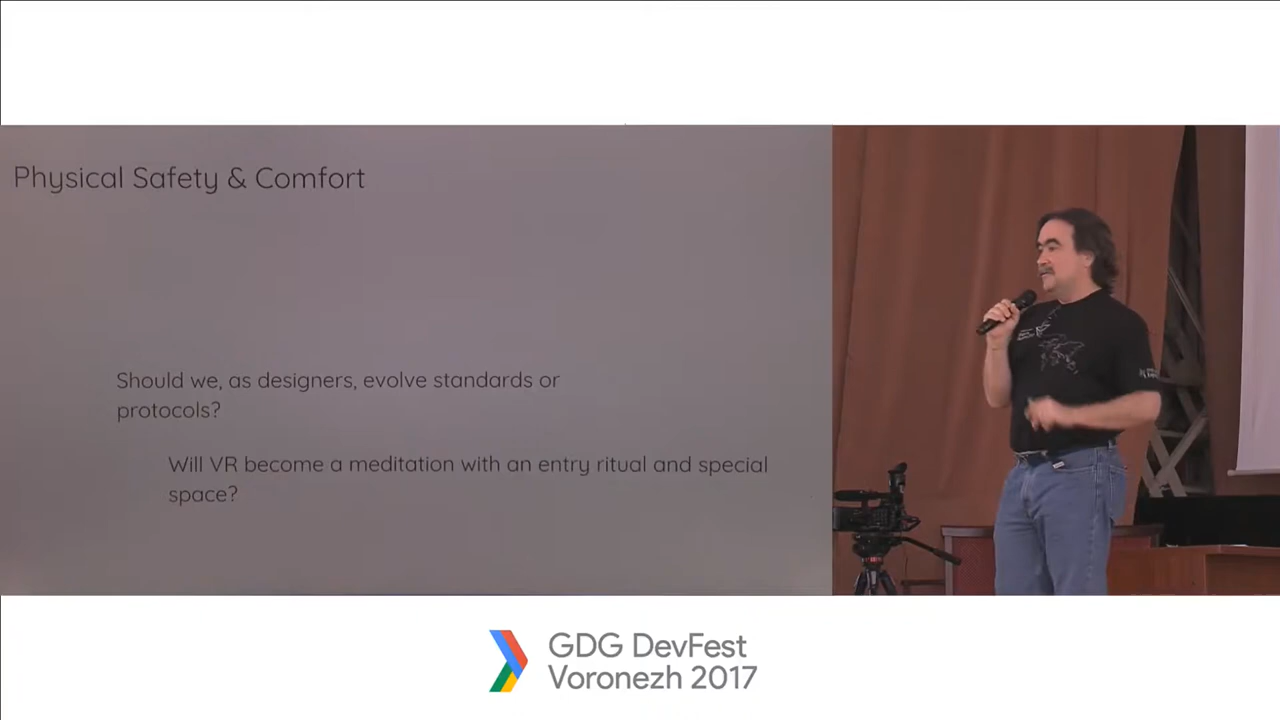 Physical Safety & Comfort
Should we, as designers, evolve standards or
protocols?
Will VR become a meditation with an entry ritual and special
space?
GDG DevFest
Voronezh 2017